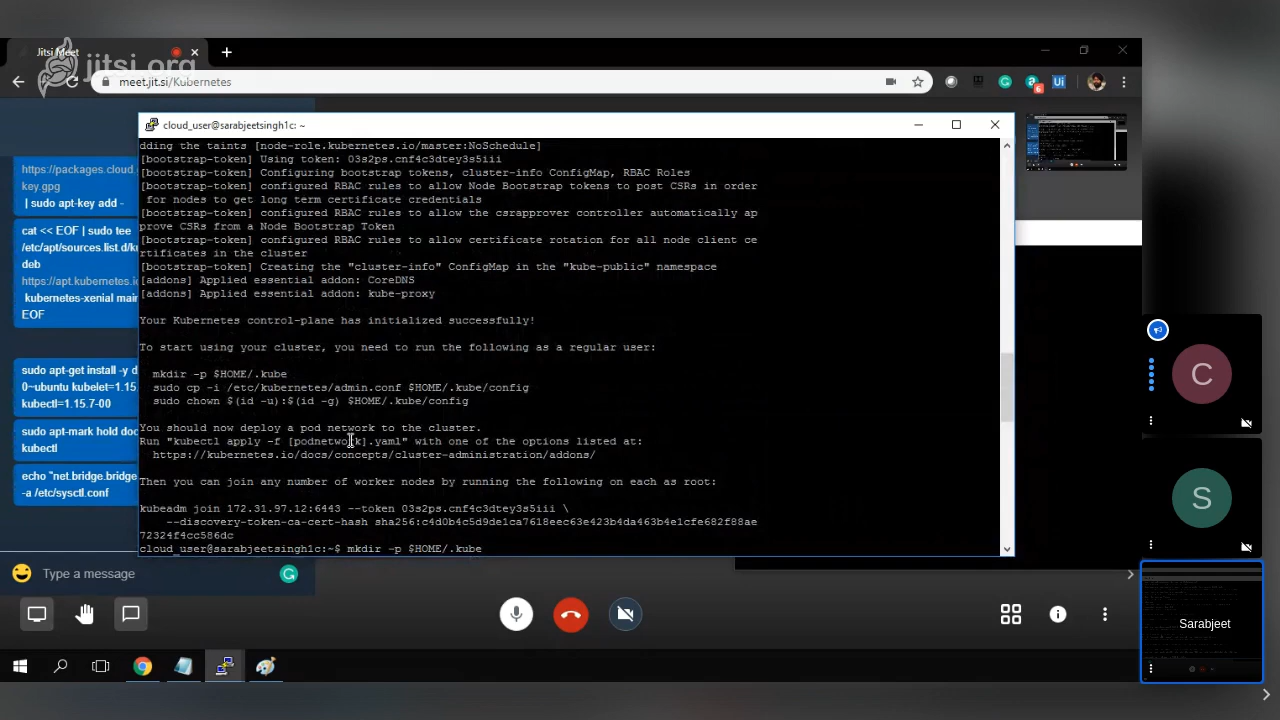 Jitsi Meet
jitsi.org
meet.jit.si/Kubernetes
6
Ui
cloud_user@sarabjeetsingh1c: ~
https://packages.cloud.g
key.gpg
| sudo apt-key add -
cat << EOF | sudo tee
/etc/apt/sources.list.d/ku
deb
https://apt.kubernetes.io
kubernetes-xenial main
EOF
sudo apt-get install -y d
0~ubuntu kubelet=1.15.
kubectl=1.15.7-00
sudo apt-mark hold doc
kubectl
echo "net.bridge.bridge
-a /etc/sysctl.conf
dding the taints [node-role.kubernetes.io/master:NoSchedule]
[bootstrap-token] Using token: 03s2ps.cnf4c3dtey3s5iii
[bootstrap-token] Configuring bootstrap tokens, cluster-info ConfigMap, RBAC Roles
[bootstrap-token] configured RBAC rules to allow Node Bootstrap tokens to post CSRs in order
for nodes to get long term certificate credentials
[bootstrap-token] configured RBAC rules to allow the csrapprover controller automatically ap
prove CSRs from a Node Bootstrap Token
[bootstrap-token] configured RBAC rules to allow certificate rotation for all node client ce
rtificates in the cluster
[bootstrap-token] Creating the "cluster-info" ConfigMap in the "kube-public" namespace
[addons] Applied essential addon: CoreDNS
[addons] Applied essential addon: kube-proxy
Your Kubernetes control-plane has initialized successfully!
To start using your cluster, you need to run the following as a regular user:
mkdir -p $HOME/.kube
sudo cp -i /etc/kubernetes/admin.conf $HOME/.kube/config
sudo chown $(id -u):$(id -g) $HOME/.kube/config
You should now deploy a pod network to the cluster.
Run "kubectl apply -f [podnetwork].yaml" with one of the options listed at:
https://kubernetes.io/docs/concepts/cluster-administration/addons/
Then you can join any number of worker nodes by running the following on each as root:
kubeadm join 172.31.97.12:6443 --token 03s2ps.cnf4c3dtey3s5iii \
--discovery-token-ca-cert-hash sha256:c4d0b4c5d9de1ca7618eec63e423b4da463b4e1cfe682f88ae
72324f4cc586dc
cloud_user@sarabjeetsingh1c:~$ mkdir -p $HOME/.kube
Type a message
C
S
Sarabjeet